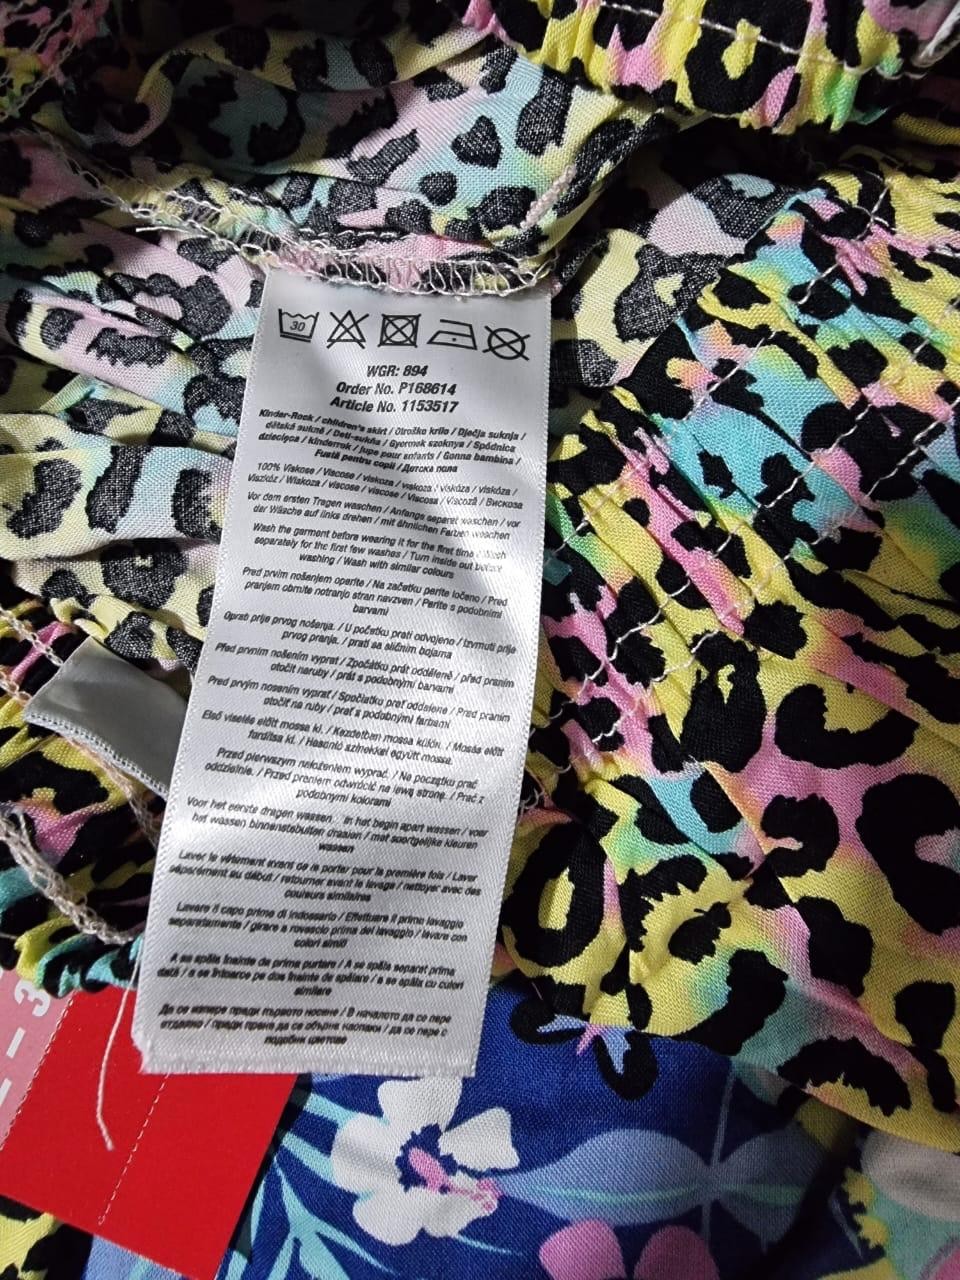 30
WGR: 894
Order No. P168614
Article No. 1153517
Kinder-Rock / children's skirt / Otroško krilo / Dječja suknja /
dětská sukně / Deti-sukňa / Gyermek szoknya / Spódnica
dziecięca / kinderrok / jupe pour enfants / Gonna bambina /
Fustă pentru copii / Детска пола
100% Viskose / Viscose / viskoza / viskoza / viskóza / viskóza /
Viszkóz / Wiskoza / viscose / viscose / Viscosa / Viscoză / Вискоза
Vor dem ersten Tragen waschen / Anfangs separat waschen / vor
der Wäsche auf links drehen / mit ähnlichen Farben waschen
Wash the garment before wearing it for the first time / Wash
separately for the first few washes / Turn inside out before
washing / Wash with similar colours
Pred prvim nošenjem operite / Na začetku perite ločeno / Pred
pranjem obrnite notranjo stran navzven / Perite s podobnimi
barvami
Oprati prije prvog nošenja. / U početku prati odvojeno / Izvrnuti prije
prvog pranja. / prati sa sličnim bojama
Před prvním nošením vyprat / Zpočátku prát odděleně / před praním
otočit naruby / prát s podobnými barvami
Pred prvým nosením vyprať / Spočiatku prať oddelene / Pred praním
otočiť na ruby / prať s podobnými farbami
Első viselés előtt mossa ki. / Kezdetben mossa külön. / Mosás előtt
fordítsa ki. / Hasonló színekkel együtt mossa.
Przed pierwszym założeniem wyprać. / Na początku prać
oddzielnie. / Przed praniem odwrócić na lewą stronę. / Prać z
podobnymi kolorami
Voor het eerste dragen wassen. In het begin apart wassen / voor
het wassen binnenstebuiten draaien / met soortgelijke kleuren
wassen
Laver le vêtement avant de le porter pour la première fois / Laver
séparément au début / retourner avant le lavage / nettoyer avec des
couleurs similaires
Lavare il capo prima di indossarlo / Effettuare il primo lavaggio
separatamente / girare a rovescio prima del lavaggio / lavare con
colori simili
A se spăla înainte de prima purtare / A se spăla separat prima
dată / a se întoarce pe dos înainte de spălare / a se spăla cu culori
similare
Да се изпере преди първото носене / В началото да се пере
отделно / преди пране да се обърне наопаки / да се пере с
подобни цветове
3